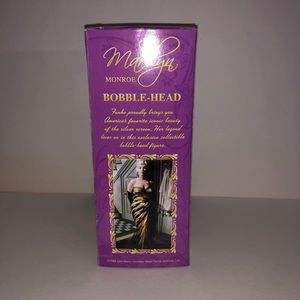 Marilyn
MONROE
BOBBLE-HEAD
Funko proudly brings you
America's favorite iconic beauty
of the silver screen. Her legend
lives on in this exclusive collectible
bobble-head figure.